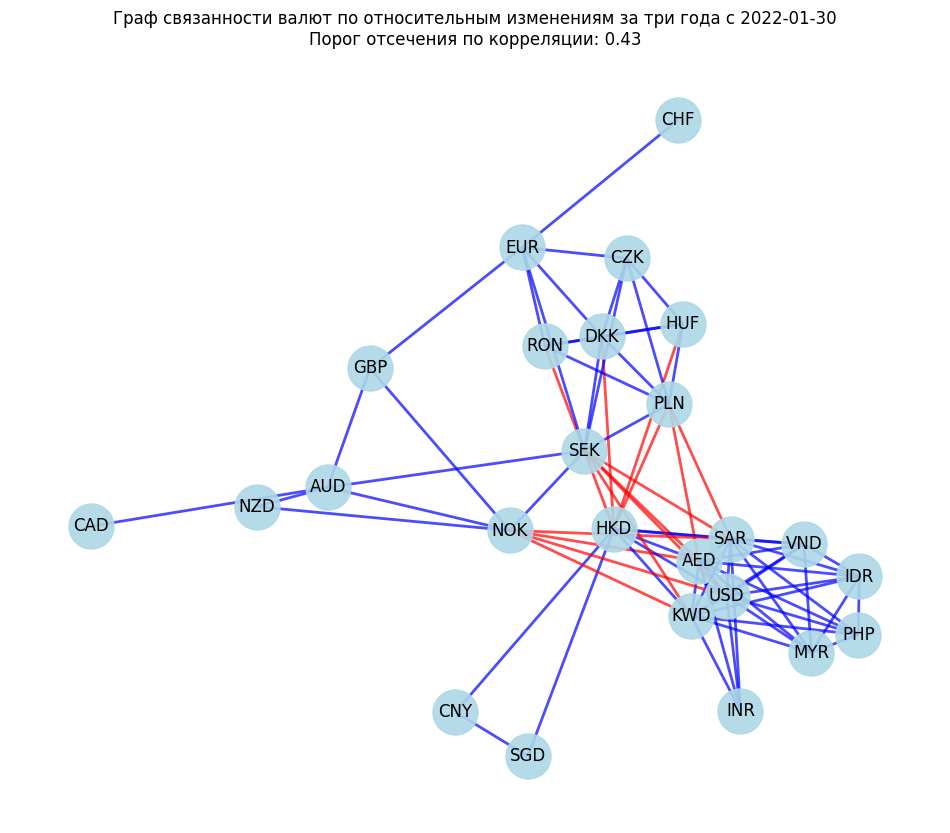 Граф связанности валют по относительным изменениям за три года с 2022-01-30
Порог отсечения по корреляции: 0.43
CHF
EUR
CZK
HUF
DKK
RON
GBP
PLN
SEK
AUD
NZD
CAD
NOK
HKD
SAR
VND
AED
IDR
USD
KWD
PHP
MYR
CNY
INR
SGD